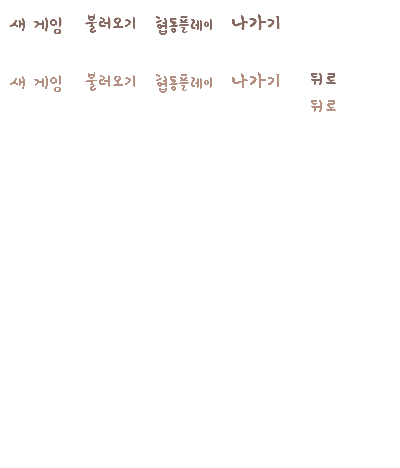 새 게임 불러오기 협동플레이 나가기
새 게임 불러오기 협동플레이 나가기 뒤로
뒤로